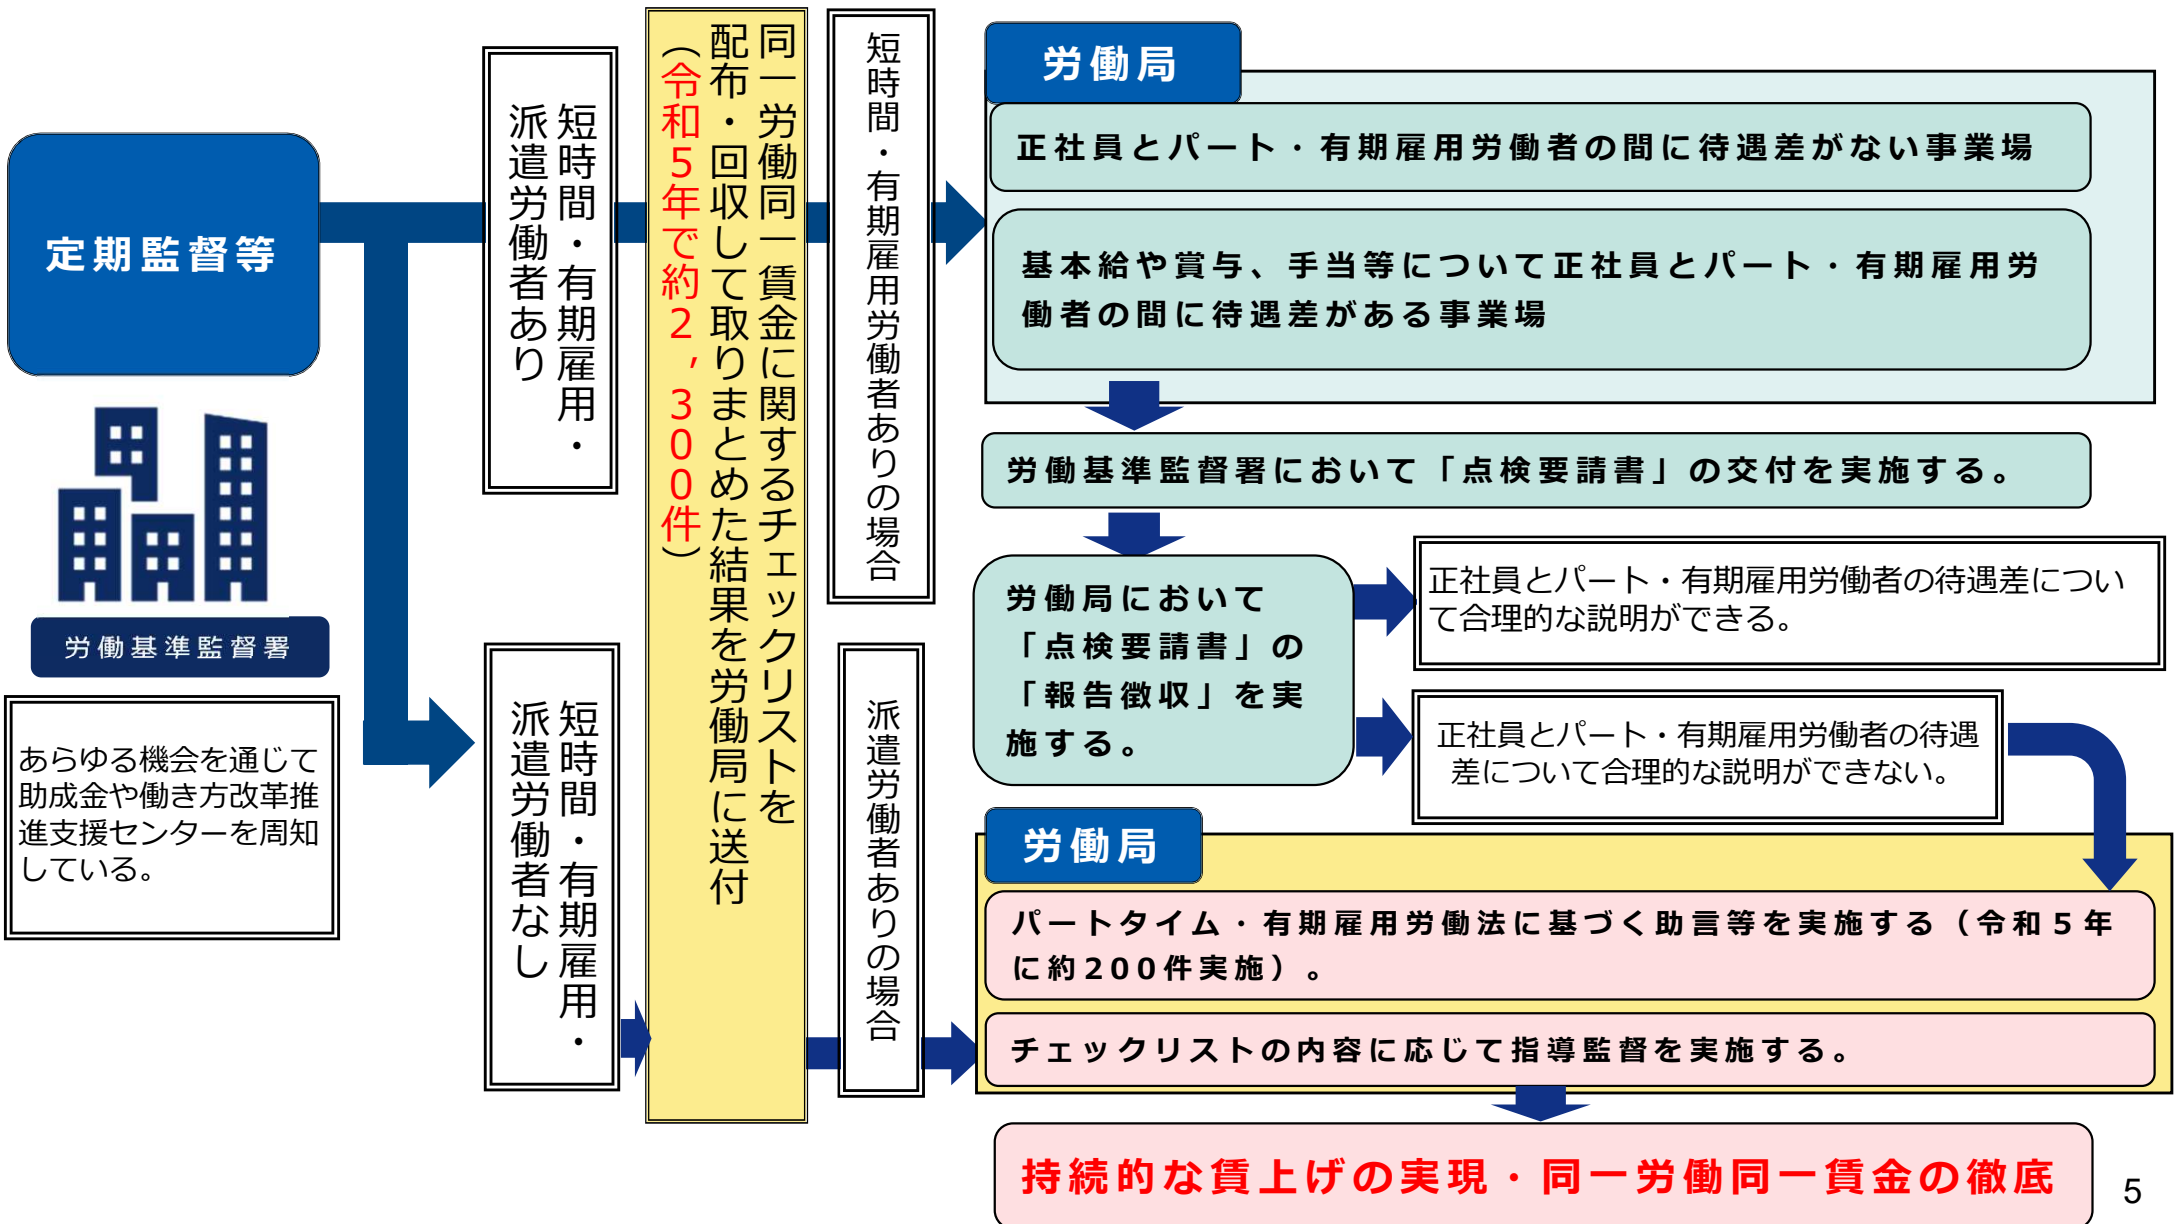 定期監督等
労働基準監督署
あらゆる機会を通じて
助成金や働き方改革推
進支援センターを周知
している。
短時間・有期雇用・
派遣労働者あり
短時間・有期雇用・
派遣労働者なし
同一労働同一賃金に関するチェックリストを
配布・回収して取りまとめた結果を労働局に送付
（令和５年で約２，３００件）
短時間・有期雇用労働者ありの場合
派遣労働者ありの場合
労働局
正社員とパート・有期雇用労働者の間に待遇差がない事業場
基本給や賞与、手当等について正社員とパート・有期雇用労
働者の間に待遇差がある事業場
労働基準監督署において「点検要請書」の交付を実施する。
労働局において
「点検要請書」の
「報告徴収」を実
施する。
正社員とパート・有期雇用労働者の待遇差につい
て合理的な説明ができる。
正社員とパート・有期雇用労働者の待遇
差について合理的な説明ができない。
労働局
パートタイム・有期雇用労働法に基づく助言等を実施する（令和５年
に約200件実施）。
チェックリストの内容に応じて指導監督を実施する。
持続的な賃上げの実現・同一労働同一賃金の徹底
5